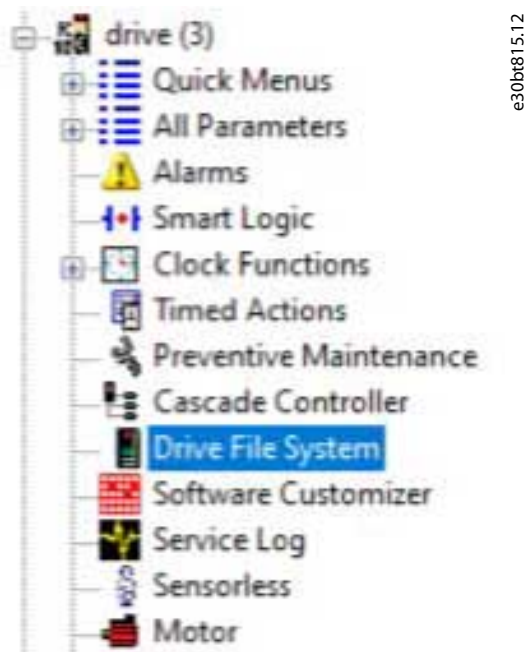 drive (3)
Quick Menus
All Parameters
Alarms
Smart Logic
Clock Functions
Timed Actions
Preventive Maintenance
Cascade Controller
Drive File System
Software Customizer
Service Log
Sensorless
Motor
e30bt815.12